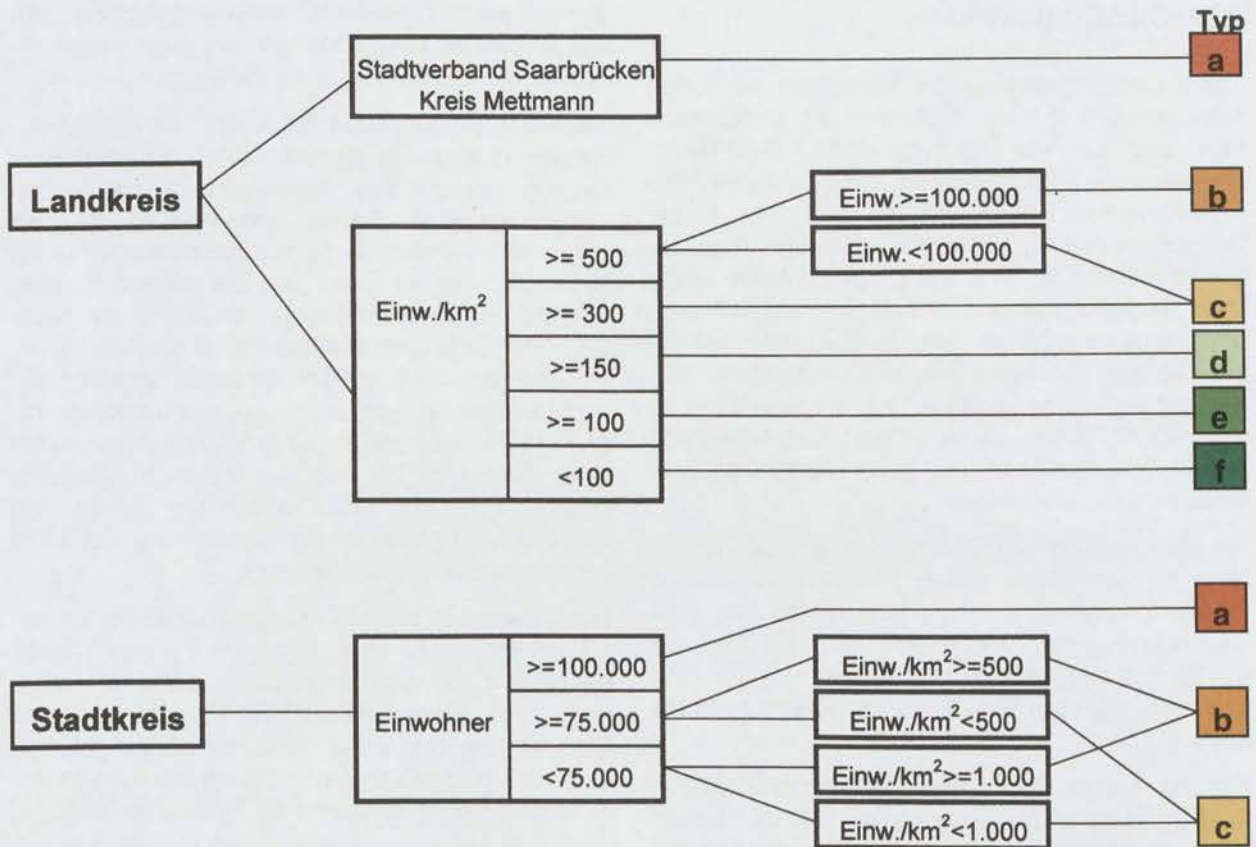 Typ
Stadtverband Saarbrücken
Kreis Mettmann
a
Landkreis
Einw./km²
>= 500
>= 300
>=150
>= 100
<100
Einw.>=100.000
Einw.<100.000
b
c
d
e
f
Stadtkreis
Einwohner
>=100.000
>=75.000
<75.000
Einw./km²>=500
Einw./km²<500
Einw./km²>=1.000
Einw./km²<1.000
a
b
c